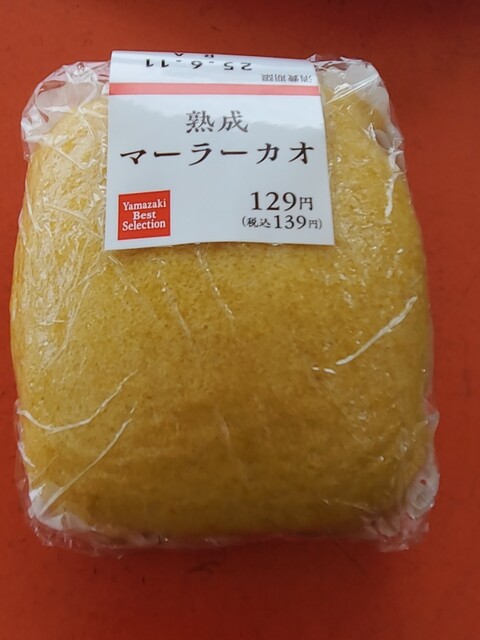 消費期限
25.6.11
熟成
マーラーカオ
Yamazaki
Best
Selection
129円
(税込139円)